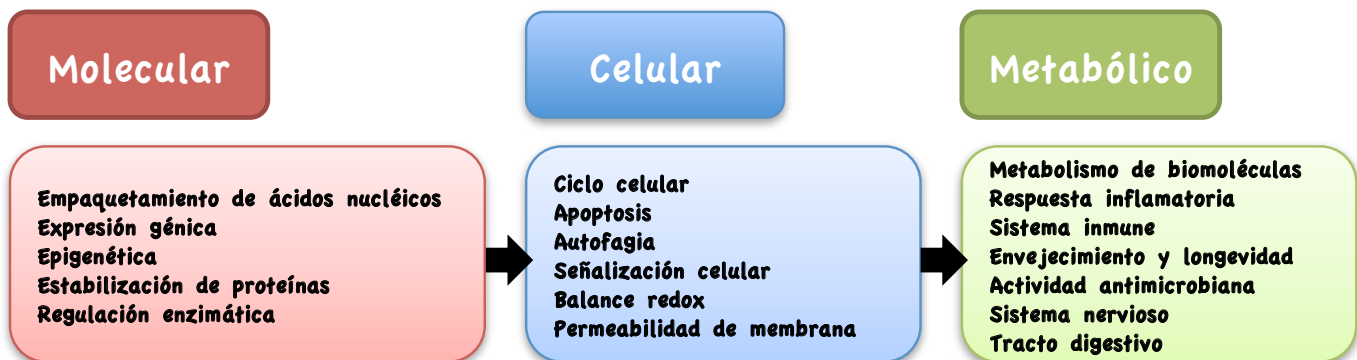 Molecular
Empaquetamiento de ácidos nucléicos
Expresión génica
Epigenética
Estabilización de proteínas
Regulación enzimática
Celular
Ciclo celular
Apoptosis
Autofagia
Señalización celular
Balance redox
Permeabilidad de membrana
Metabólico
Metabolismo de biomoléculas
Respuesta inflamatoria
Sistema inmune
Envejecimiento y longevidad
Actividad antimicrobiana
Sistema nervioso
Tracto digestivo